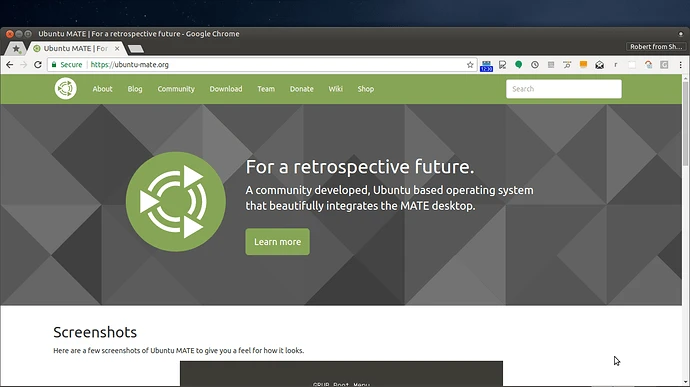 Ubuntu MATE | For a retrospective future - Google Chrome
Ubuntu MATE | For
Robert from Sh...
Secure | https://ubuntu-mate.org
About Blog Community Download Team Donate Wiki Shop
Search
For a retrospective future.
A community developed, Ubuntu based operating system
that beautifully integrates the MATE desktop.
Learn more
Screenshots
Here are a few screenshots of Ubuntu MATE to give you a feel for how it looks.
GRUB Boot Menu